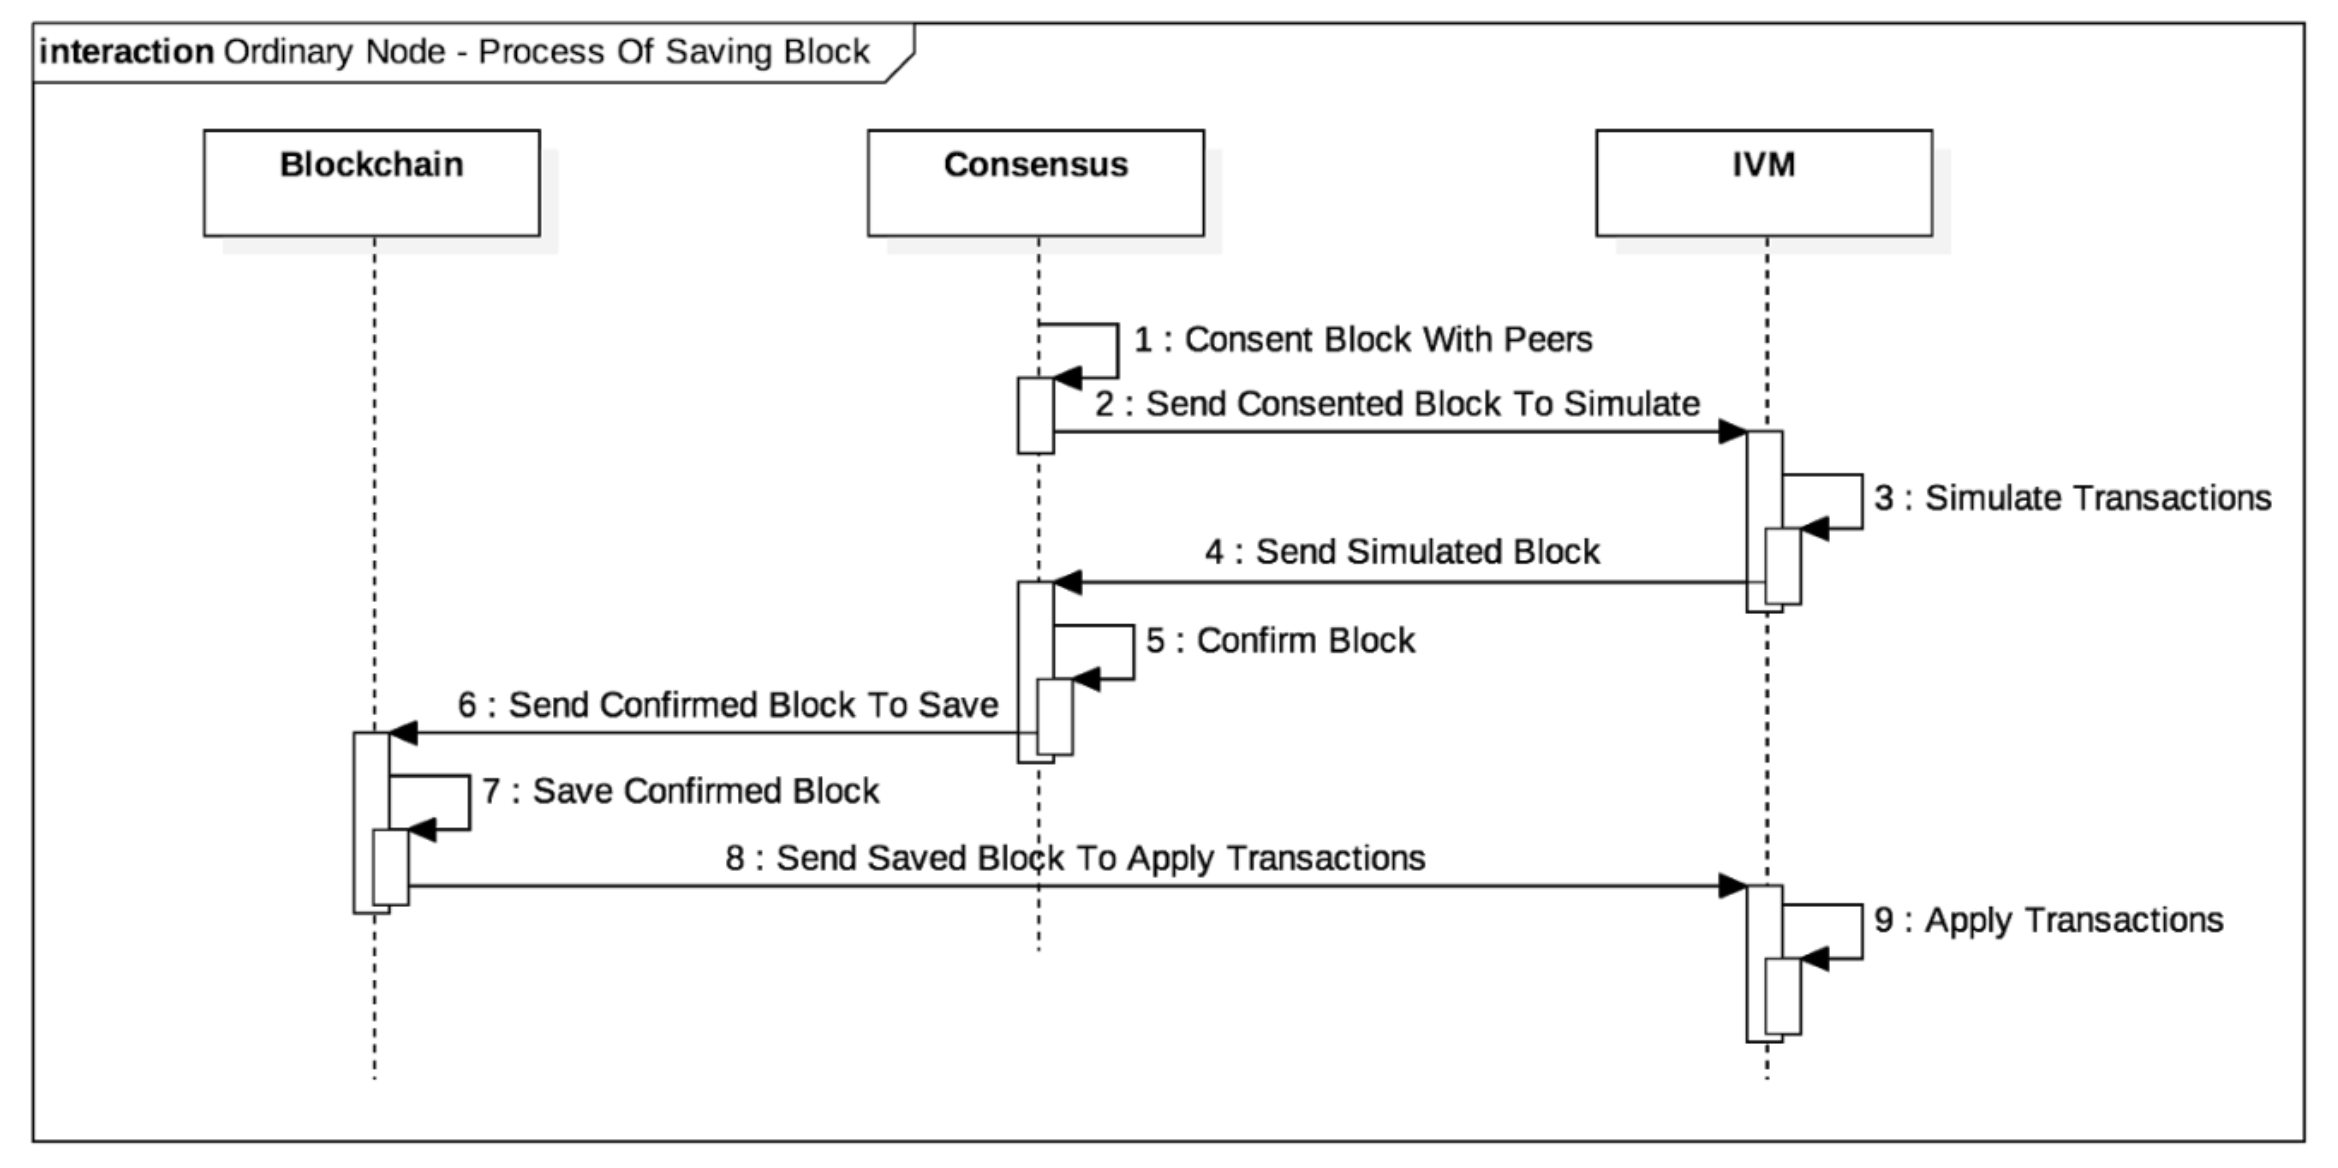 interaction Ordinary Node - Process Of Saving Block
Blockchain
Consensus
IVM
1 : Consent Block With Peers
2 : Send Consented Block To Simulate
3 : Simulate Transactions
4 : Send Simulated Block
5 : Confirm Block
6 : Send Confirmed Block To Save
7 : Save Confirmed Block
8 : Send Saved Block To Apply Transactions
9 : Apply Transactions